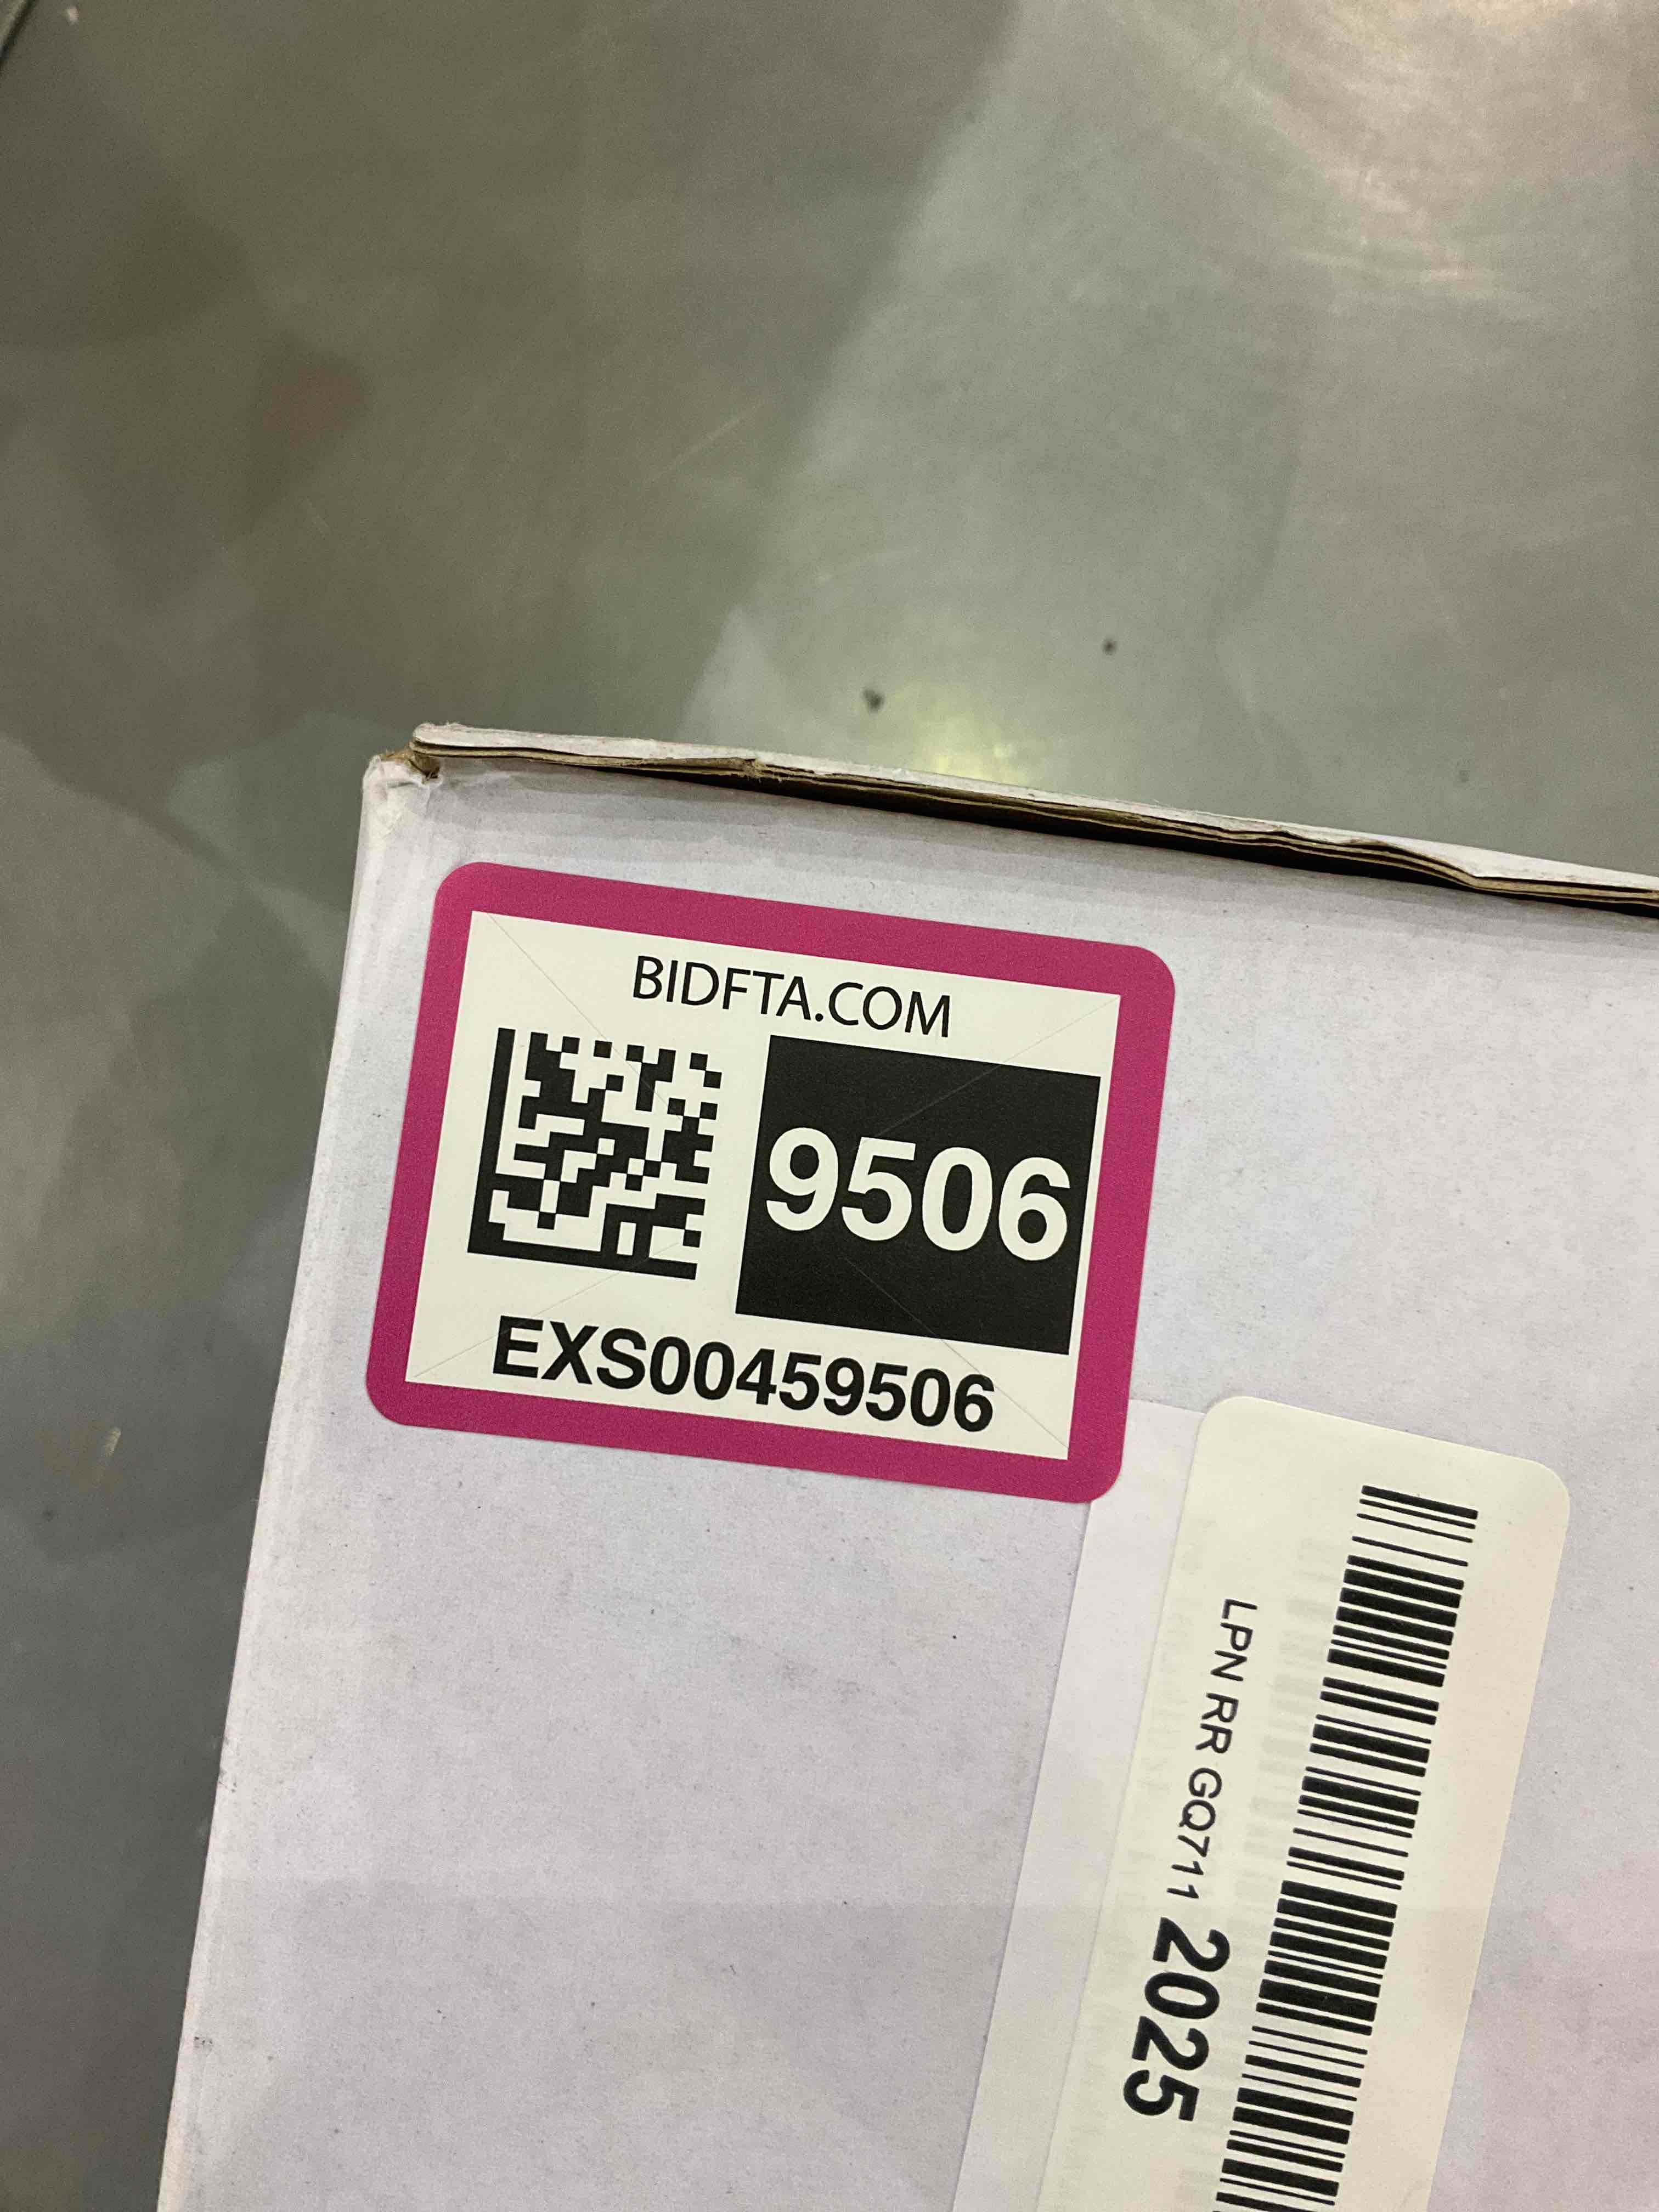 BIDFTA.COM
9506
EXS00459506
LPN RR GQ711 2025